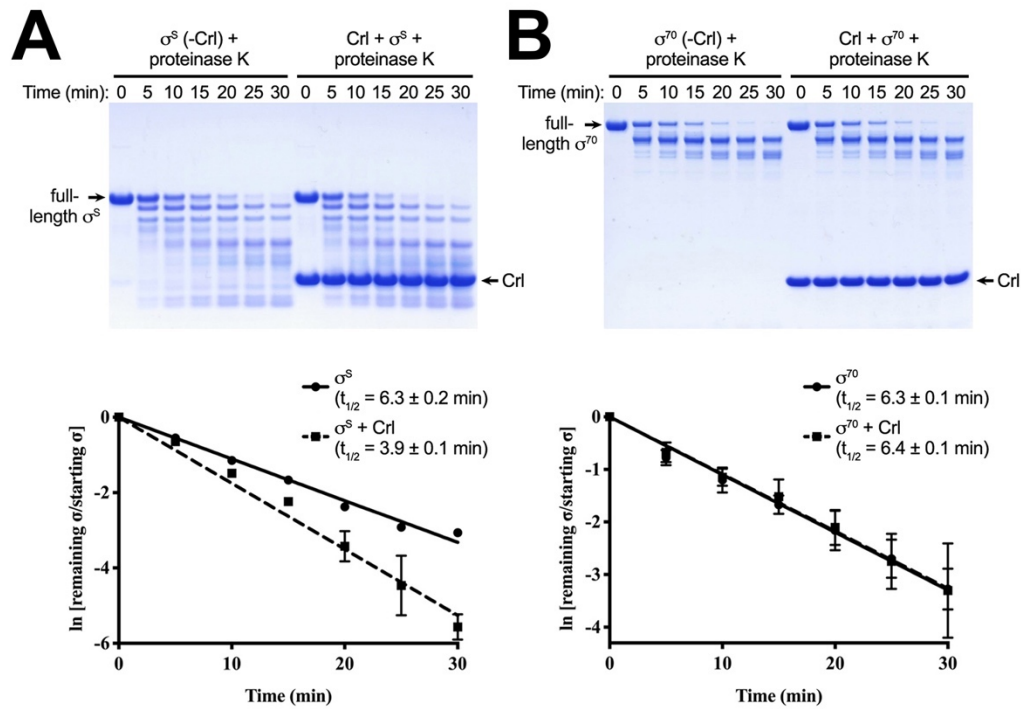 A
σS (-Crl) +
proteinase K
Crl + σS +
proteinase K
Time (min): 0 5 10 15 20 25 30 0 5 10 15 20 25 30
full-
length σS
Crl
σS
(t1/2 = 6.3 ± 0.2 min)
σS + Crl
(t1/2 = 3.9 ± 0.1 min)
ln [remaining σ/starting σ]
0
-2
-4
-6
0 10 20 30
Time (min)
B
σ70 (-Crl) +
proteinase K
Crl + σ70 +
proteinase K
Time (min): 0 5 10 15 20 25 30 0 5 10 15 20 25 30
full-
length σ70
Crl
σ70
(t1/2 = 6.3 ± 0.1 min)
σ70 + Crl
(t1/2 = 6.4 ± 0.1 min)
ln [remaining σ/starting σ]
0
-1
-2
-3
-4
0 10 20 30
Time (min)